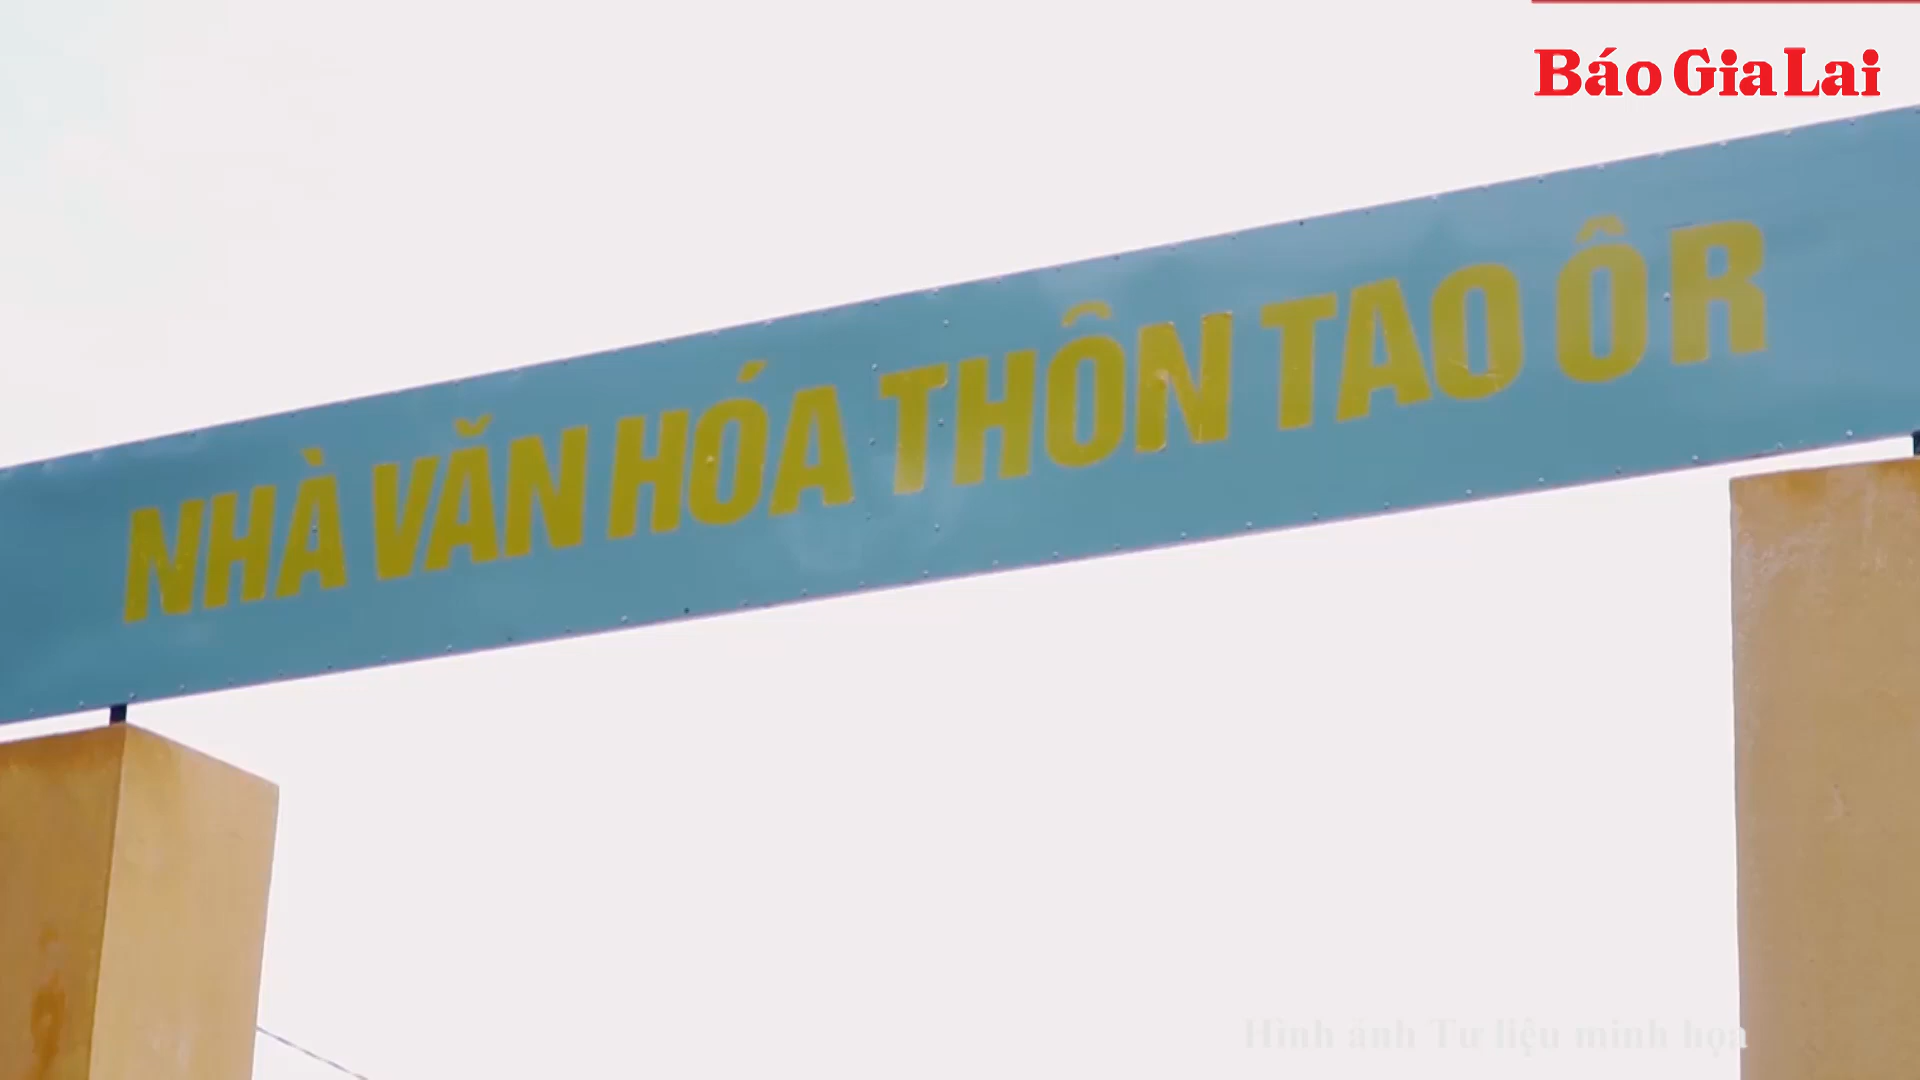 Báo Gia Lai
NHÀ VĂN HÓA THÔN TAO ÔR
Hình ảnh Tư liệu minh họa